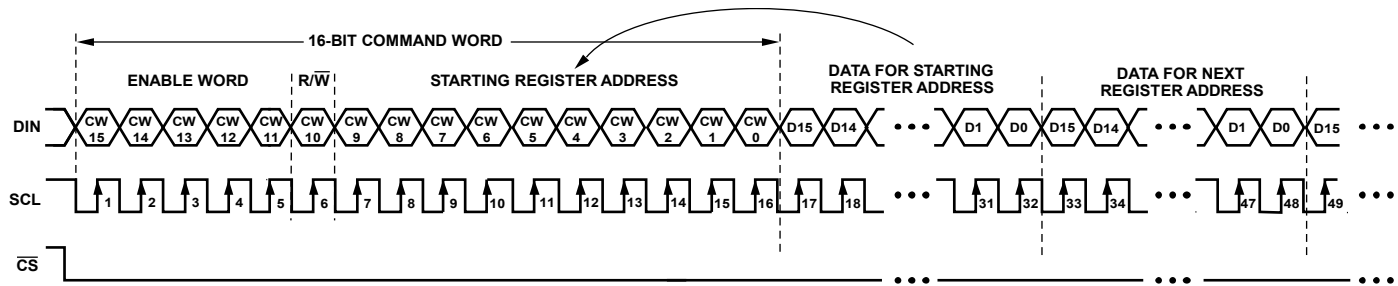 16-BIT COMMAND WORD
ENABLE WORD R/W̅ STARTING REGISTER ADDRESS DATA FOR STARTING REGISTER ADDRESS DATA FOR NEXT REGISTER ADDRESS
DIN CW 15 CW 14 CW 13 CW 12 CW 11 CW 10 CW 9 CW 8 CW 7 CW 6 CW 5 CW 4 CW 3 CW 2 CW 1 CW 0 D15 D14 ••• D1 D0 D15 D14 ••• D1 D0 D15 •••
SCL 1 2 3 4 5 6 7 8 9 10 11 12 13 14 15 16 17 18 ••• 31 32 33 34 ••• 47 48 49 •••
C̅S̅ ••• ••• •••